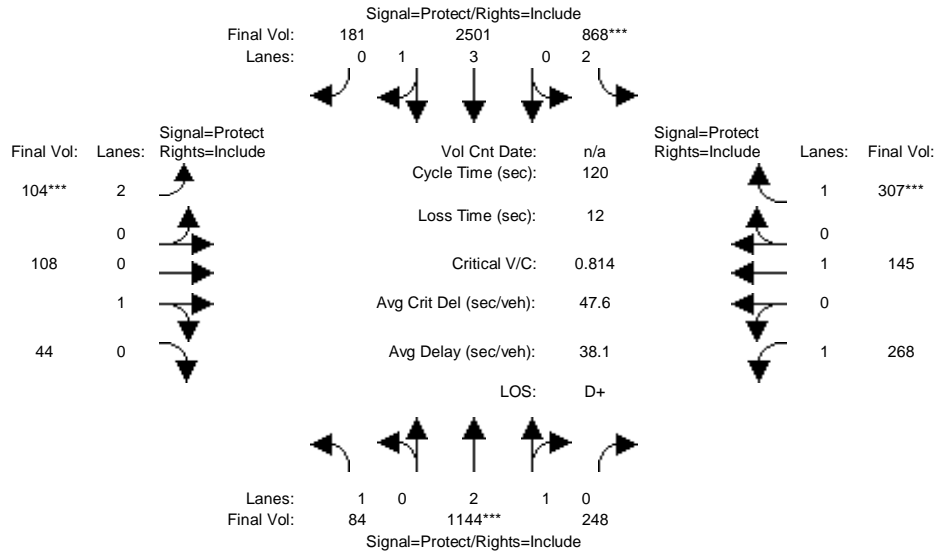 Signal=Protect/Rights=Include
Final Vol: 181 2501 868***
Lanes: 0 1 3 0 2
Signal=Protect
Final Vol: Lanes: Rights=Include
Vol Cnt Date: n/a
Signal=Protect
Rights=Include Lanes: Final Vol:
Cycle Time (sec): 120
104*** 2
1 307***
Loss Time (sec): 12
0
0
108 0
Critical V/C: 0.814
1 145
1
Avg Crit Del (sec/veh): 47.6
0
44 0
Avg Delay (sec/veh): 38.1
1 268
LOS: D+
Lanes: 1 0 2 1 0
Final Vol: 84 1144*** 248
Signal=Protect/Rights=Include